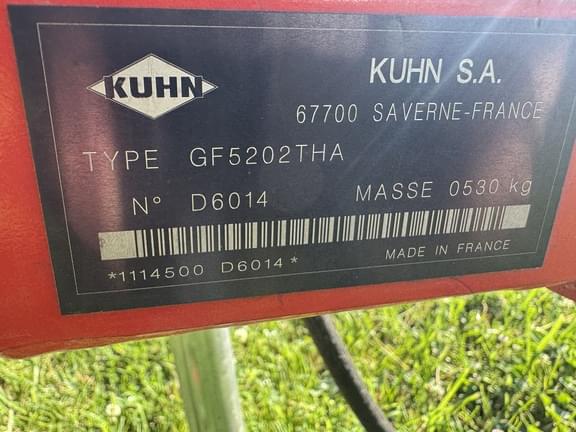 KUHN
KUHN S.A.
67700 SAVERNE-FRANCE
TYPE GF5202THA
N° D6014 MASSE 0530 kg
*1114500 D6014*
MADE IN FRANCE